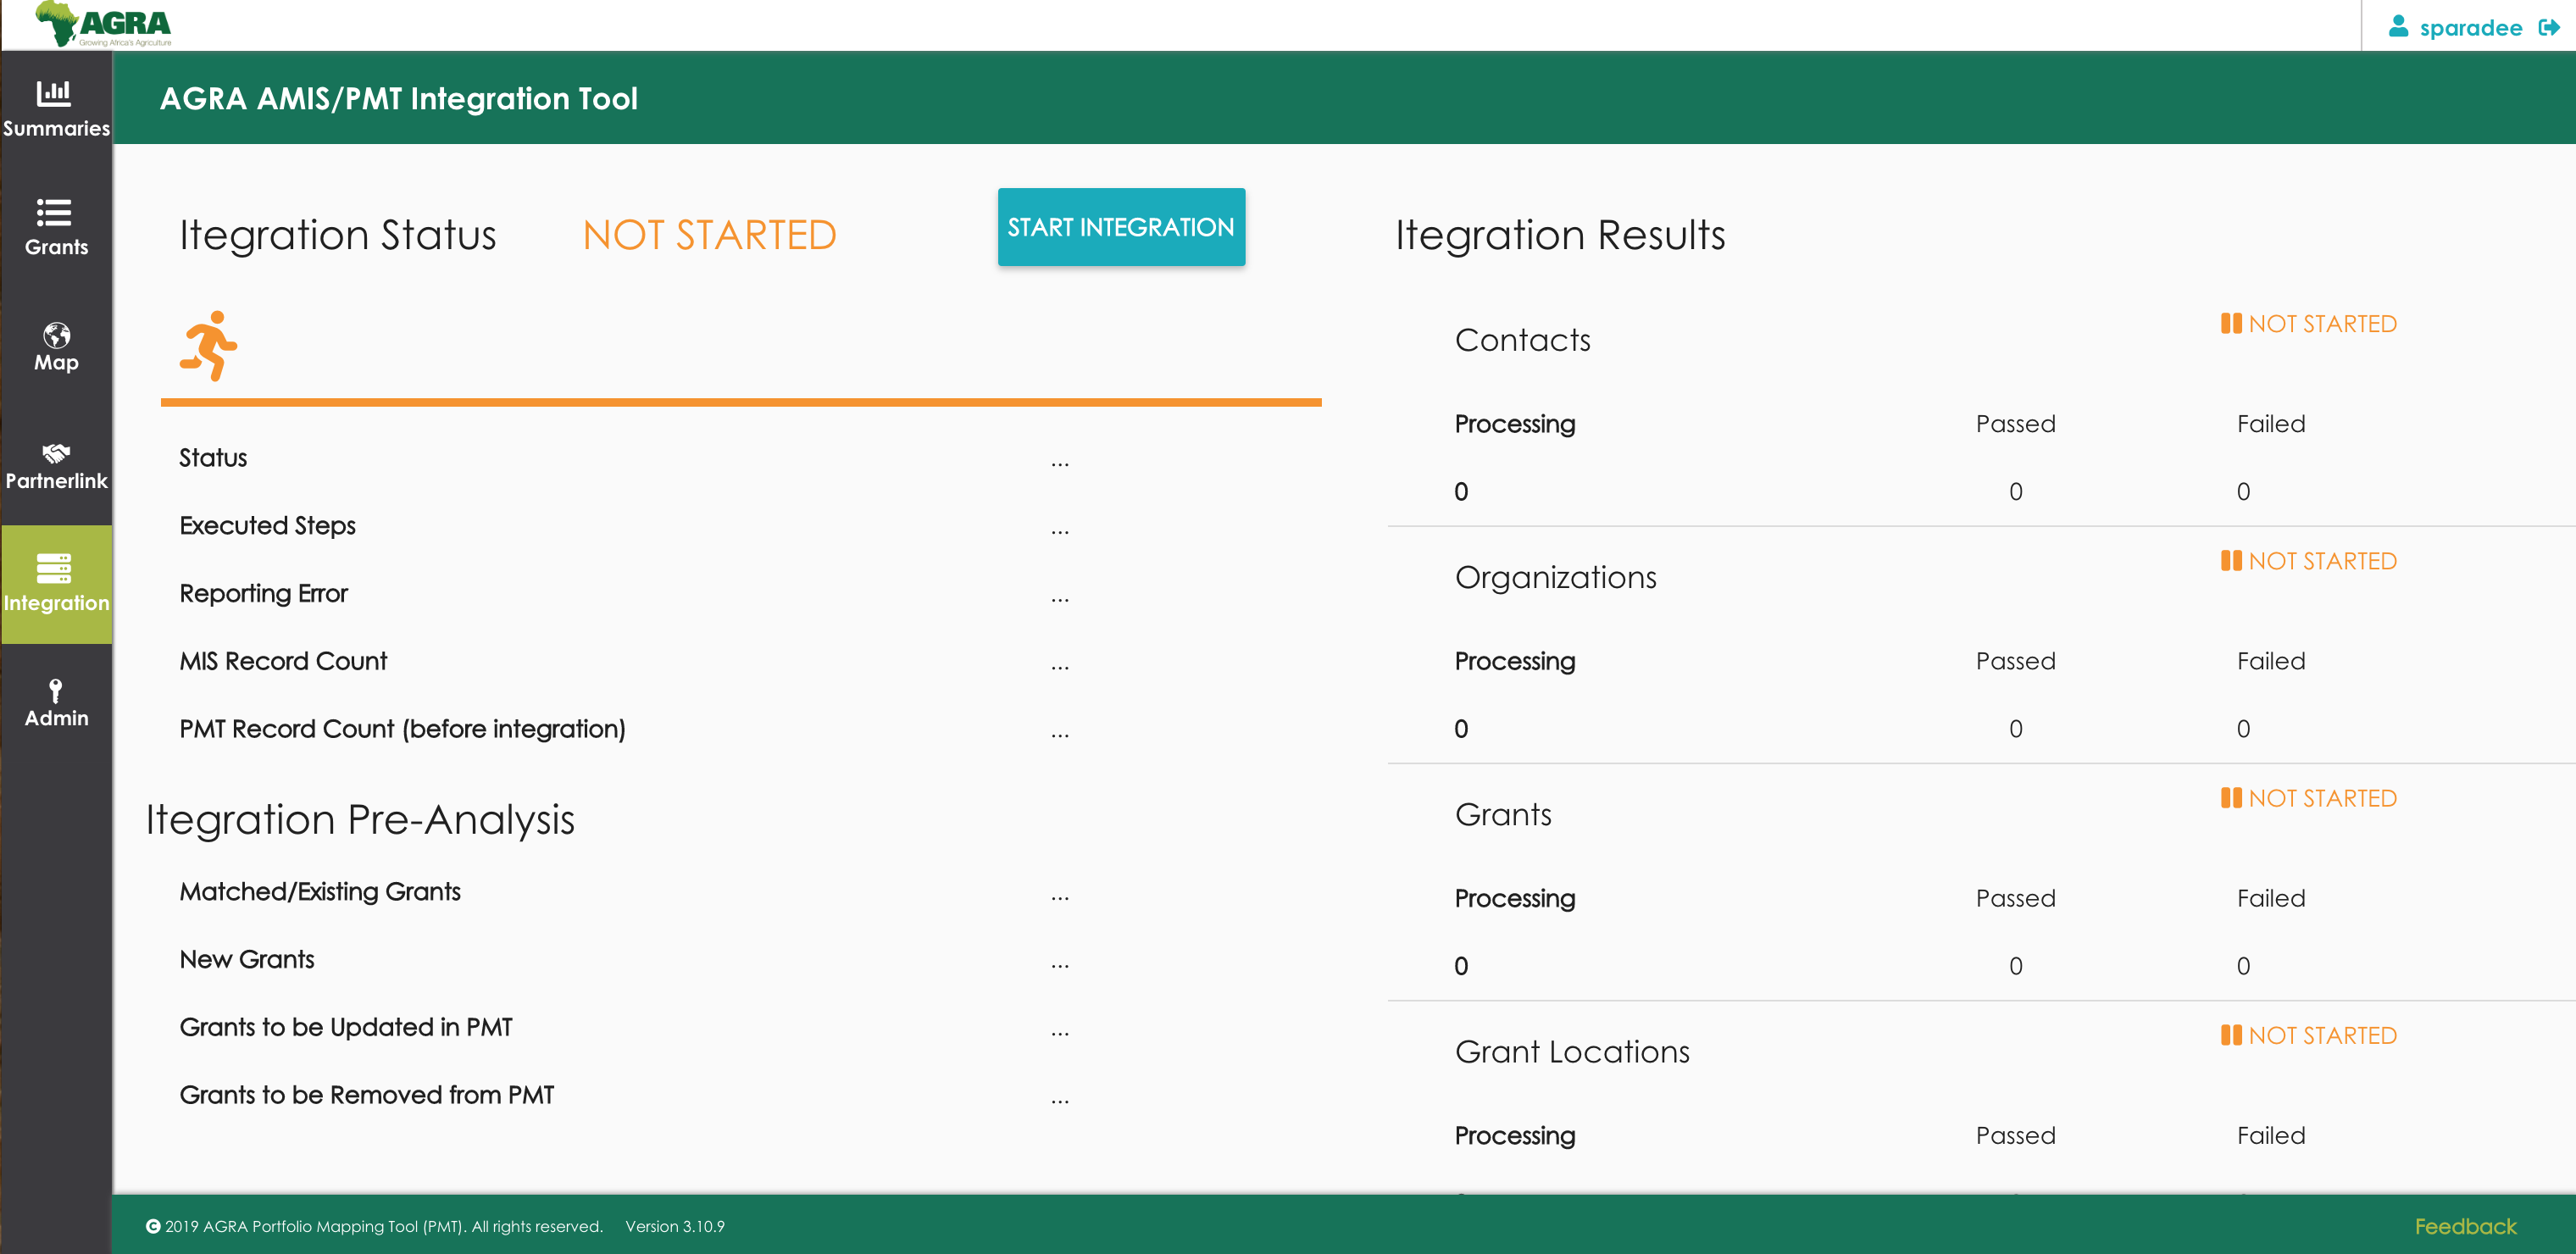 AGRA
Growing Africa's Agriculture
sparadee
Summaries
Grants
Map
Partnerlink
Integration
Admin
AGRA AMIS/PMT Integration Tool
Itegration Status
NOT STARTED
START INTEGRATION
Status ...
Executed Steps ...
Reporting Error ...
MIS Record Count ...
PMT Record Count (before integration) ...
Itegration Pre-Analysis
Matched/Existing Grants ...
New Grants ...
Grants to be Updated in PMT ...
Grants to be Removed from PMT ...
Itegration Results
Contacts
NOT STARTED
Processing Passed Failed
0 0 0
Organizations
NOT STARTED
Processing Passed Failed
0 0 0
Grants
NOT STARTED
Processing Passed Failed
0 0 0
Grant Locations
NOT STARTED
Processing Passed Failed
2019 AGRA Portfolio Mapping Tool (PMT). All rights reserved. Version 3.10.9
Feedback